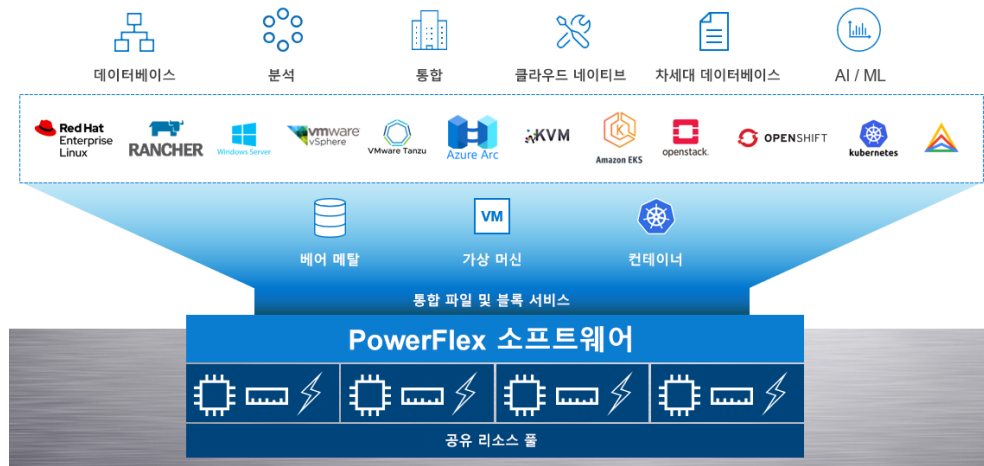 데이터베이스
분석
통합
클라우드 네이티브
차세대 데이터베이스
AI / ML
Red Hat
Enterprise
Linux
RANCHER
Windows Server
vmware
vSphere
VMware Tanzu
Azure Arc
KVM
Amazon EKS
openstack.
OPENSHIFT
kubernetes
VM
베어 메탈
가상 머신
컨테이너
통합 파일 및 블록 서비스
PowerFlex 소프트웨어
공유 리소스 풀